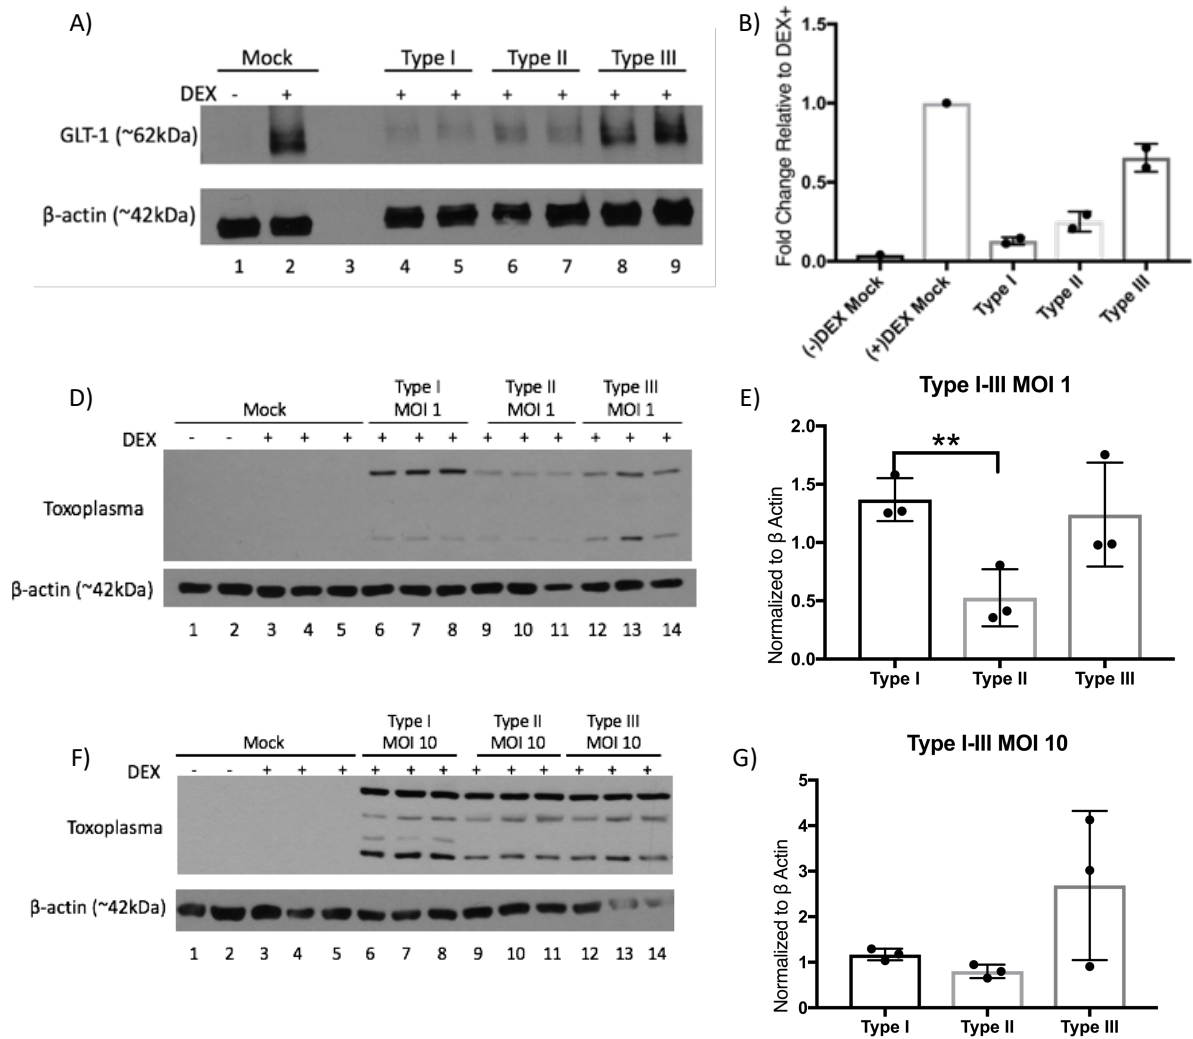 A)
Mock Type I Type II Type III
DEX - + + + + + + +
GLT-1 (~62kDa)
β-actin (~42kDa)
1 2 3 4 5 6 7 8 9
B)
Fold Change Relative to DEX+
1.5
1.0
0.5
0.0
(-)DEX Mock
(+)DEX Mock
Type I
Type II
Type III
D)
Mock Type I MOI 1 Type II MOI 1 Type III MOI 1
DEX - - + + + + + + + + + + + +
Toxoplasma
β-actin (~42kDa)
1 2 3 4 5 6 7 8 9 10 11 12 13 14
E)
Type I-III MOI 1
Normalized to β Actin
2.0
1.5
1.0
0.5
0.0
**
Type I Type II Type III
F)
Mock Type I MOI 10 Type II MOI 10 Type III MOI 10
DEX - - + + + + + + + + + + + +
Toxoplasma
β-actin (~42kDa)
1 2 3 4 5 6 7 8 9 10 11 12 13 14
G)
Type I-III MOI 10
Normalized to β Actin
5
4
3
2
1
0
Type I Type II Type III